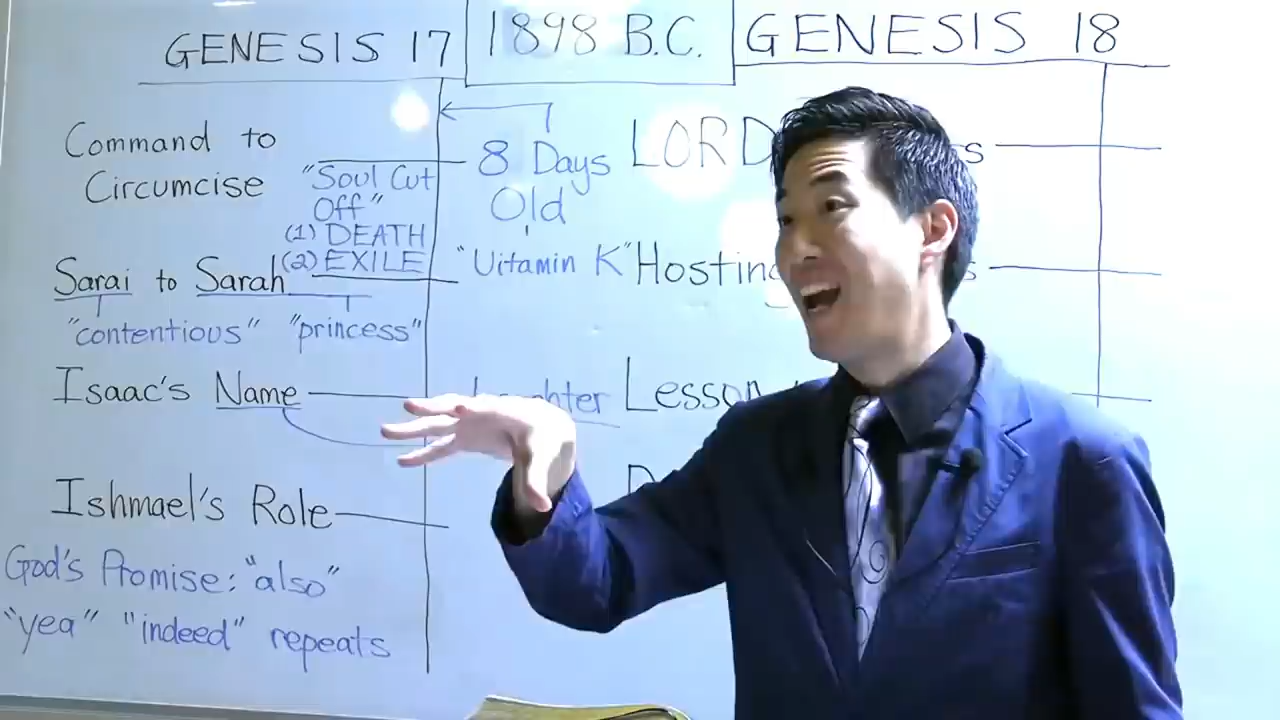 GENESIS 17
1898 B.C.
GENESIS 18
Command to
Circumcise
"Soul Cut
Off"
(1) DEATH
(2) EXILE
8 Days
Old
"Vitamin K"
Sarai to Sarah
"contentious" "princess"
Isaac's Name
Ishmael's Role
God's Promise: "also"
"yea" "indeed" repeats
LORD
Hosting
Lesson